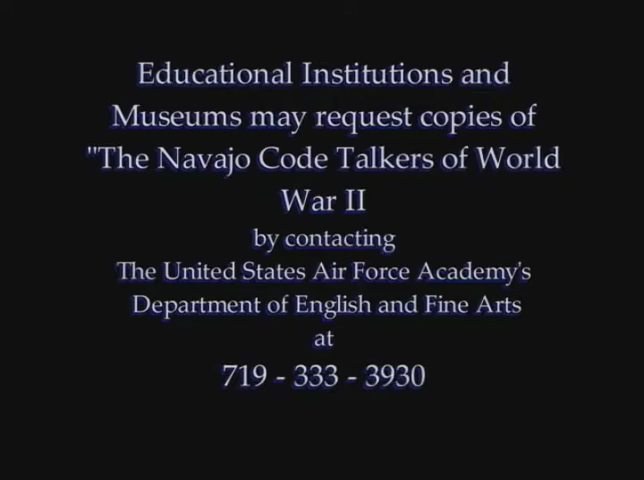 Educational Institutions and
Museums may request copies of
"The Navajo Code Talkers of World
War II
by contacting
The United States Air Force Academy's
Department of English and Fine Arts
at
719 - 333 - 3930